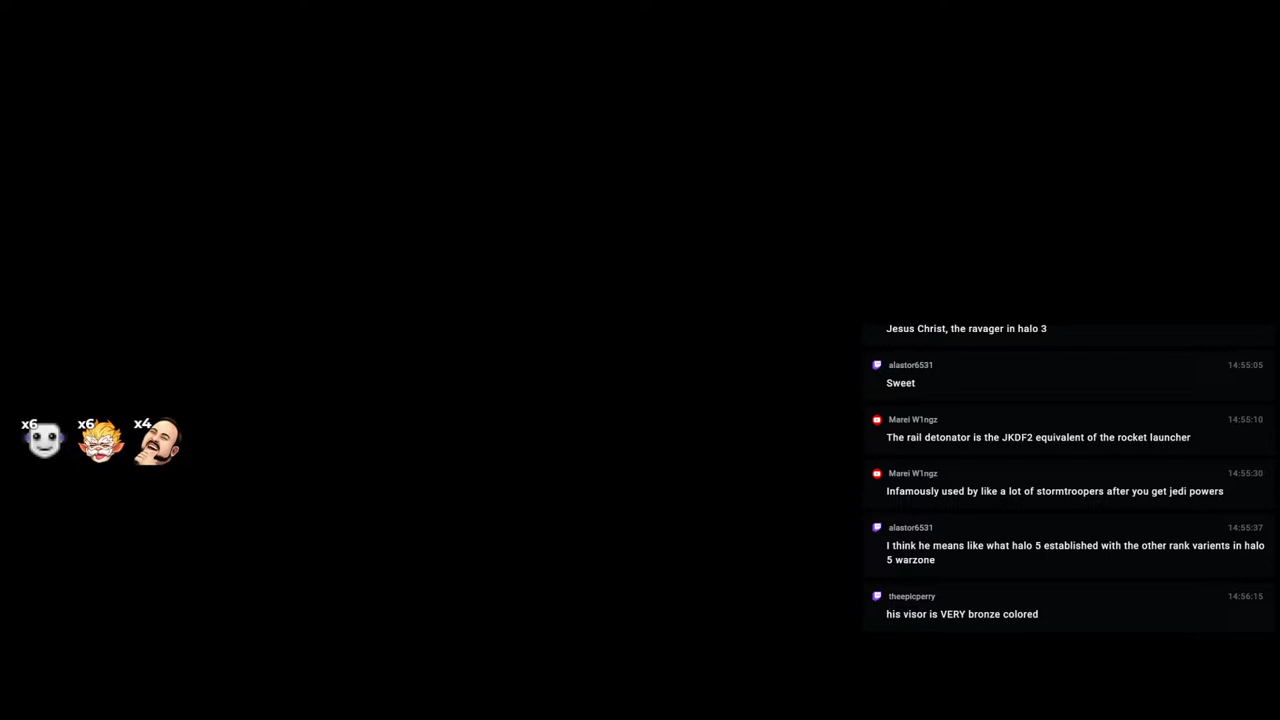 Jesus Christ, the ravager in halo 3
alastor6531 14:55:05
Sweet
x6 x6 x4
Marei W1ngz 14:55:10
The rail detonator is the JKDF2 equivalent of the rocket launcher
Marei W1ngz 14:55:30
Infamously used by like a lot of stormtroopers after you get jedi powers
alastor6531 14:55:37
I think he means like what halo 5 established with the other rank varients in halo
5 warzone
theepicperry 14:56:15
his visor is VERY bronze colored